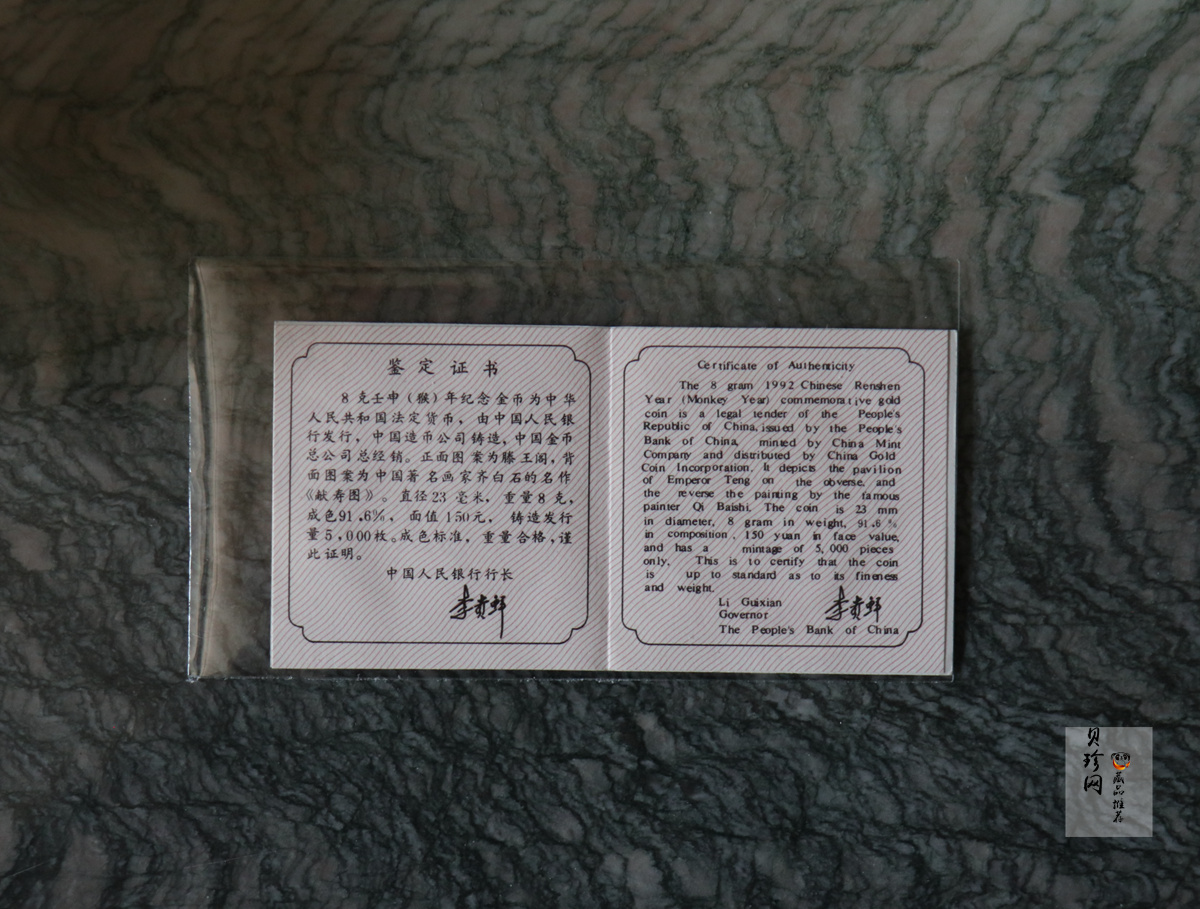 鉴定证书
8克壬申（猴）年纪念金币为中华
人民共和国法定货币，由中国人民银
行发行，中国造币公司铸造，中国金币
总公司总经销。正面图案为滕王阁，背
面图案为中国著名画家齐白石的名作
《献寿图》。直径23毫米，重量8克，
成色91.6%，面值150元，铸造发行
量5,000枚。成色标准，重量合格，谨
此证明。
中国人民银行行长
李贵鲜
Certificate of Authenticity
The 8 gram 1992 Chinese Renshen
Year (Monkey Year) commemorative gold
coin is a legal tender of the People's
Republic of China, issued by the People's
Bank of China, minted by China Mint
Company and distributed by China Gold
Coin Incorporation. It depicts the pavilion
of Emperor Teng on the obverse, and
the reverse the painting by the famous
painter Qi Baishi. The coin is 23 mm
in diameter, 8 gram in weight, 91.6%
in composition, 150 yuan in face value,
and has a mintage of 5,000 pieces
only. This is to certify that the coin
is up to standard as to its fineness
and weight.
Li Guixian
Governor
李贵鲜
The People's Bank of China
贝珍网
藏品推荐